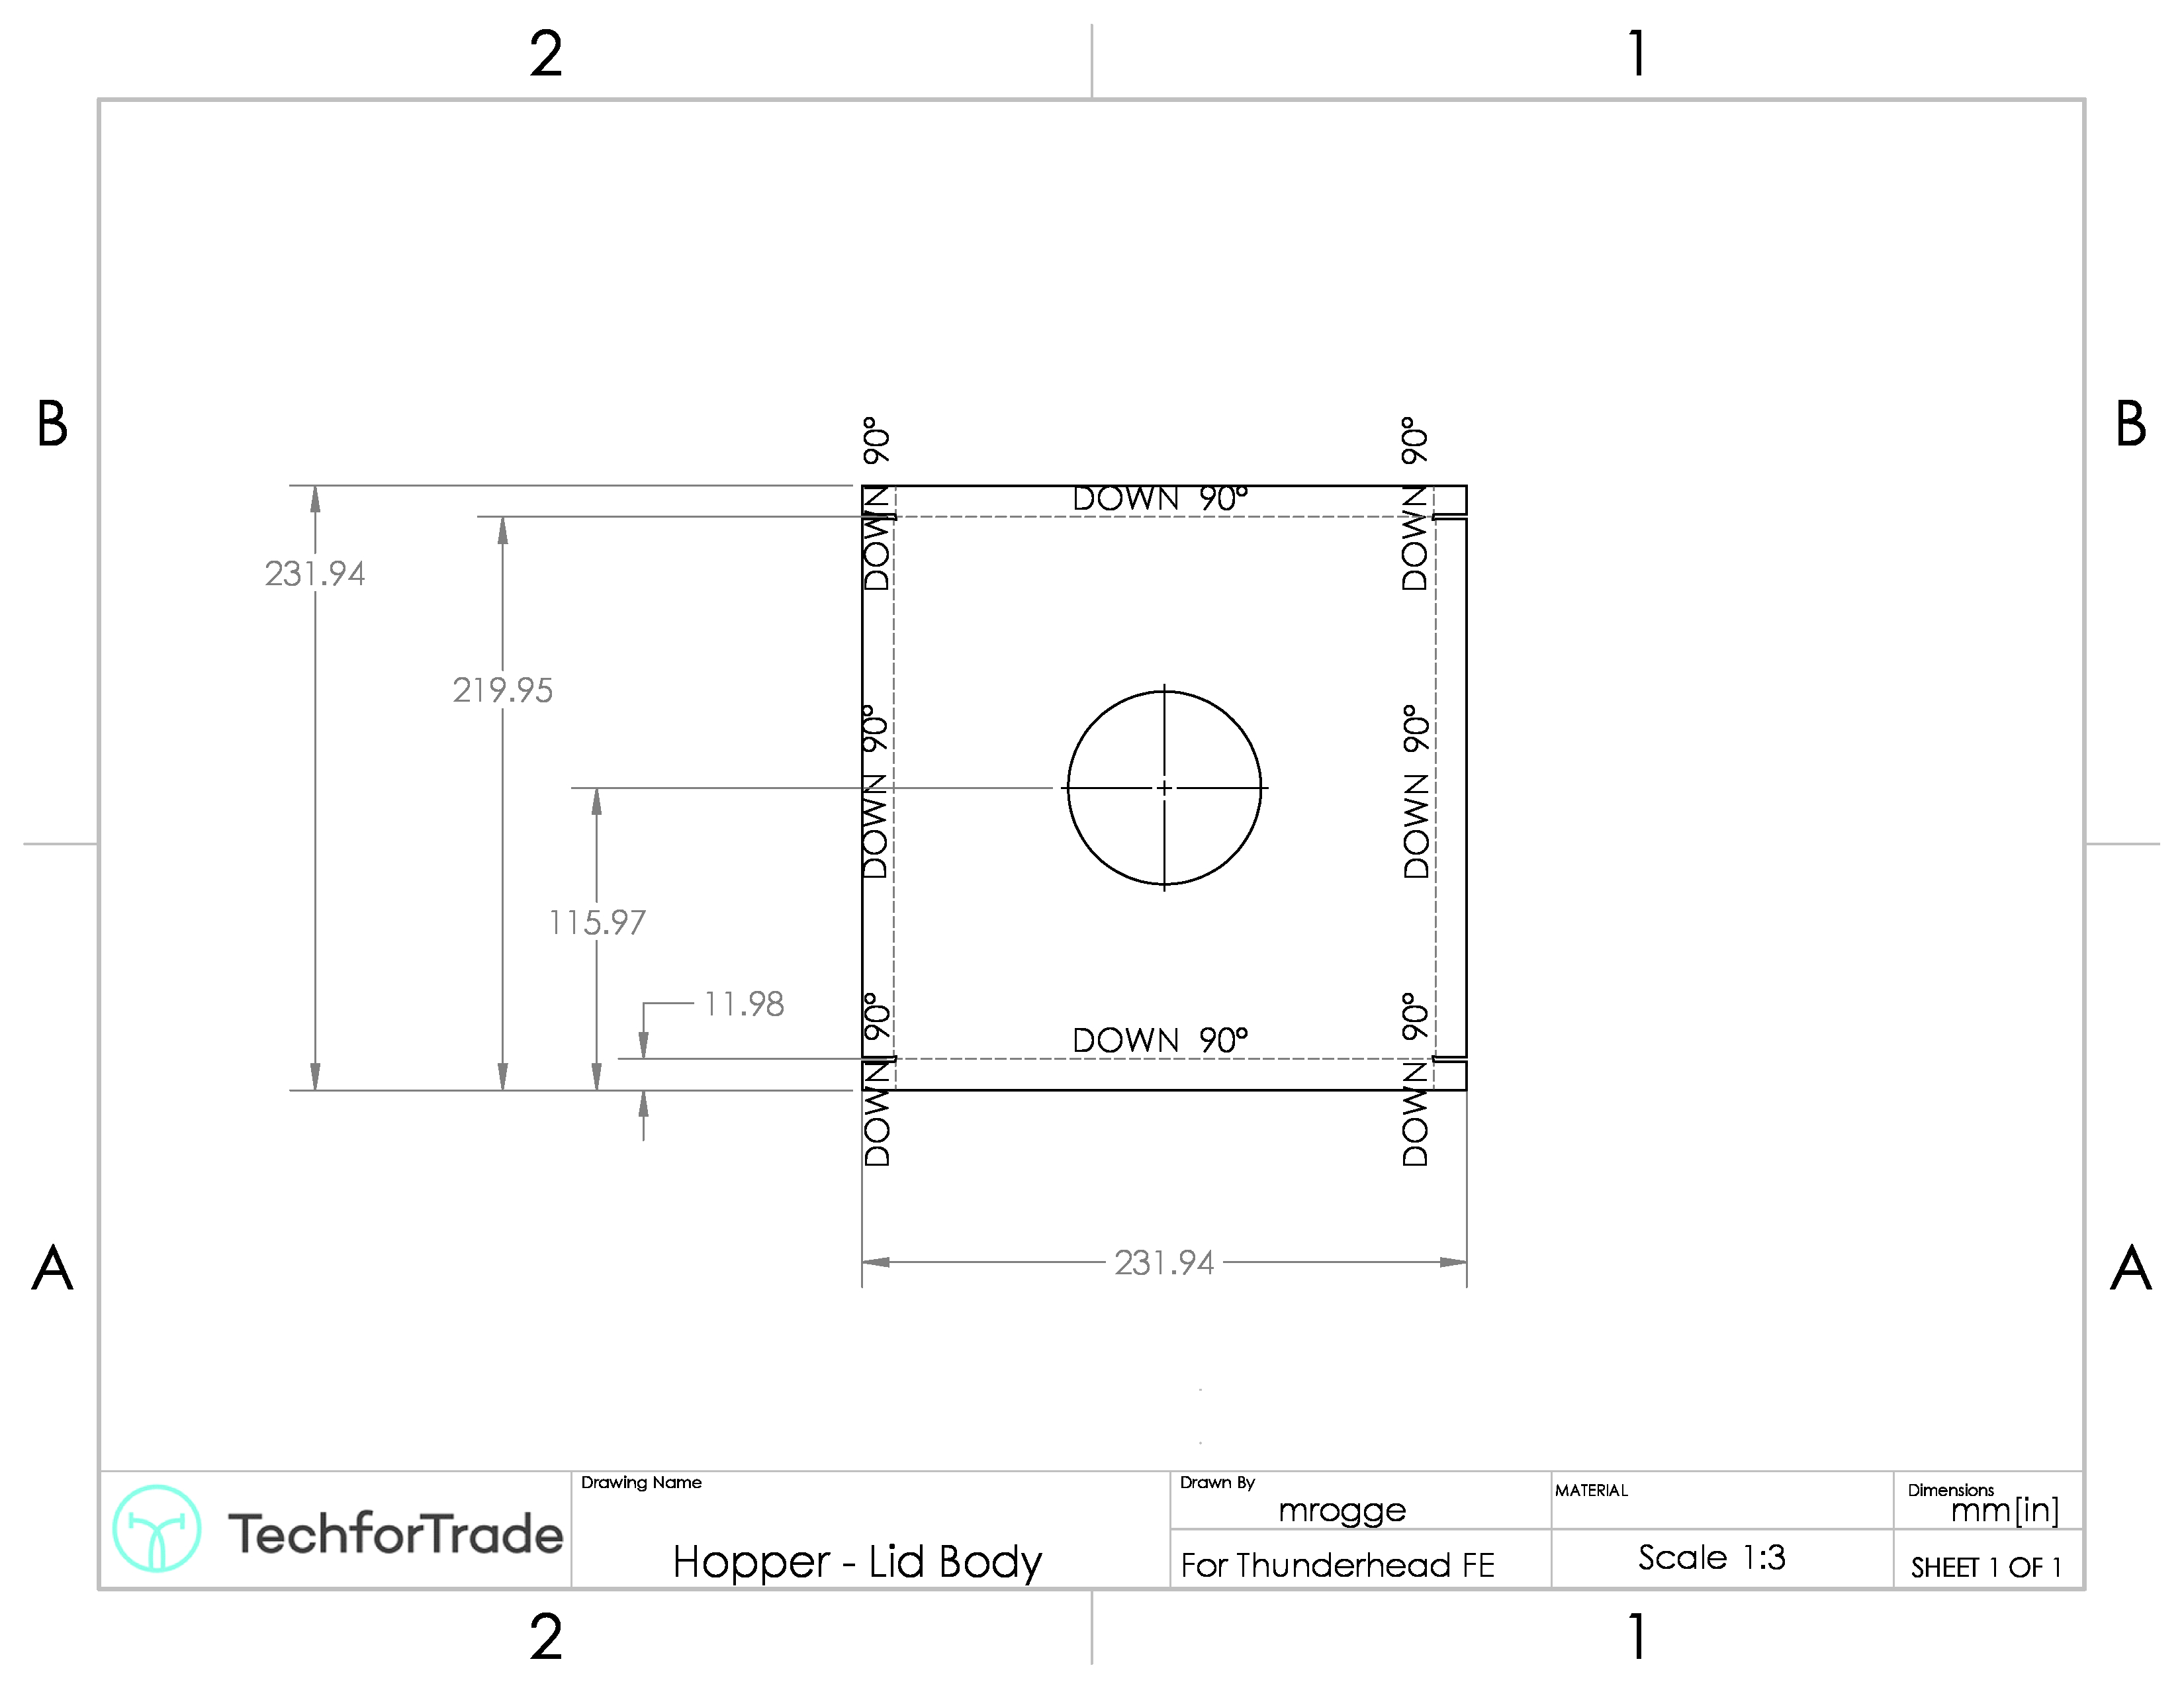 2 1
B B
90° 90°
DOWN 90°
DOWN DOWN
231.94
219.95
DOWN 90° DOWN 90°
115.97
11.98
DOWN 90° DOWN 90° DOWN 90°
231.94
A A
TechforTrade
Drawing Name
Hopper - Lid Body
Drawn By
mrogge
For Thunderhead FE
MATERIAL
Scale 1:3
Dimensions
mm[in]
SHEET 1 OF 1
2 1